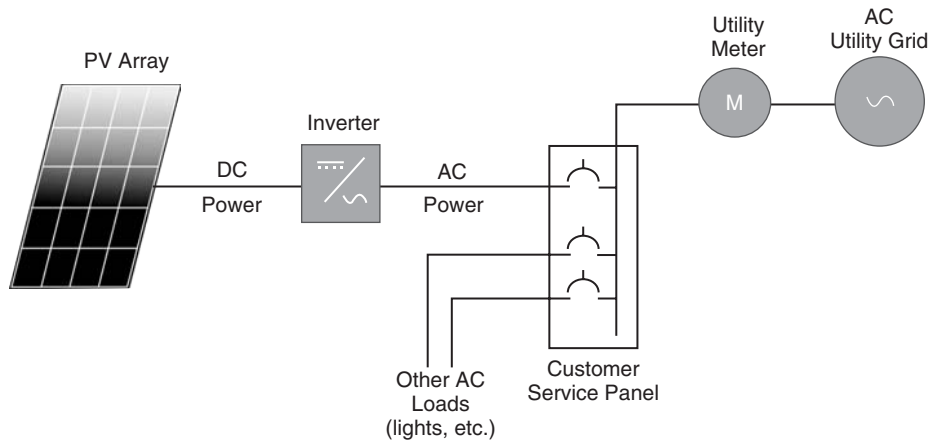 Utility
Meter
AC
Utility Grid
PV Array
M
Inverter
DC
Power
AC
Power
Other AC
Loads
(lights, etc.)
Customer
Service Panel